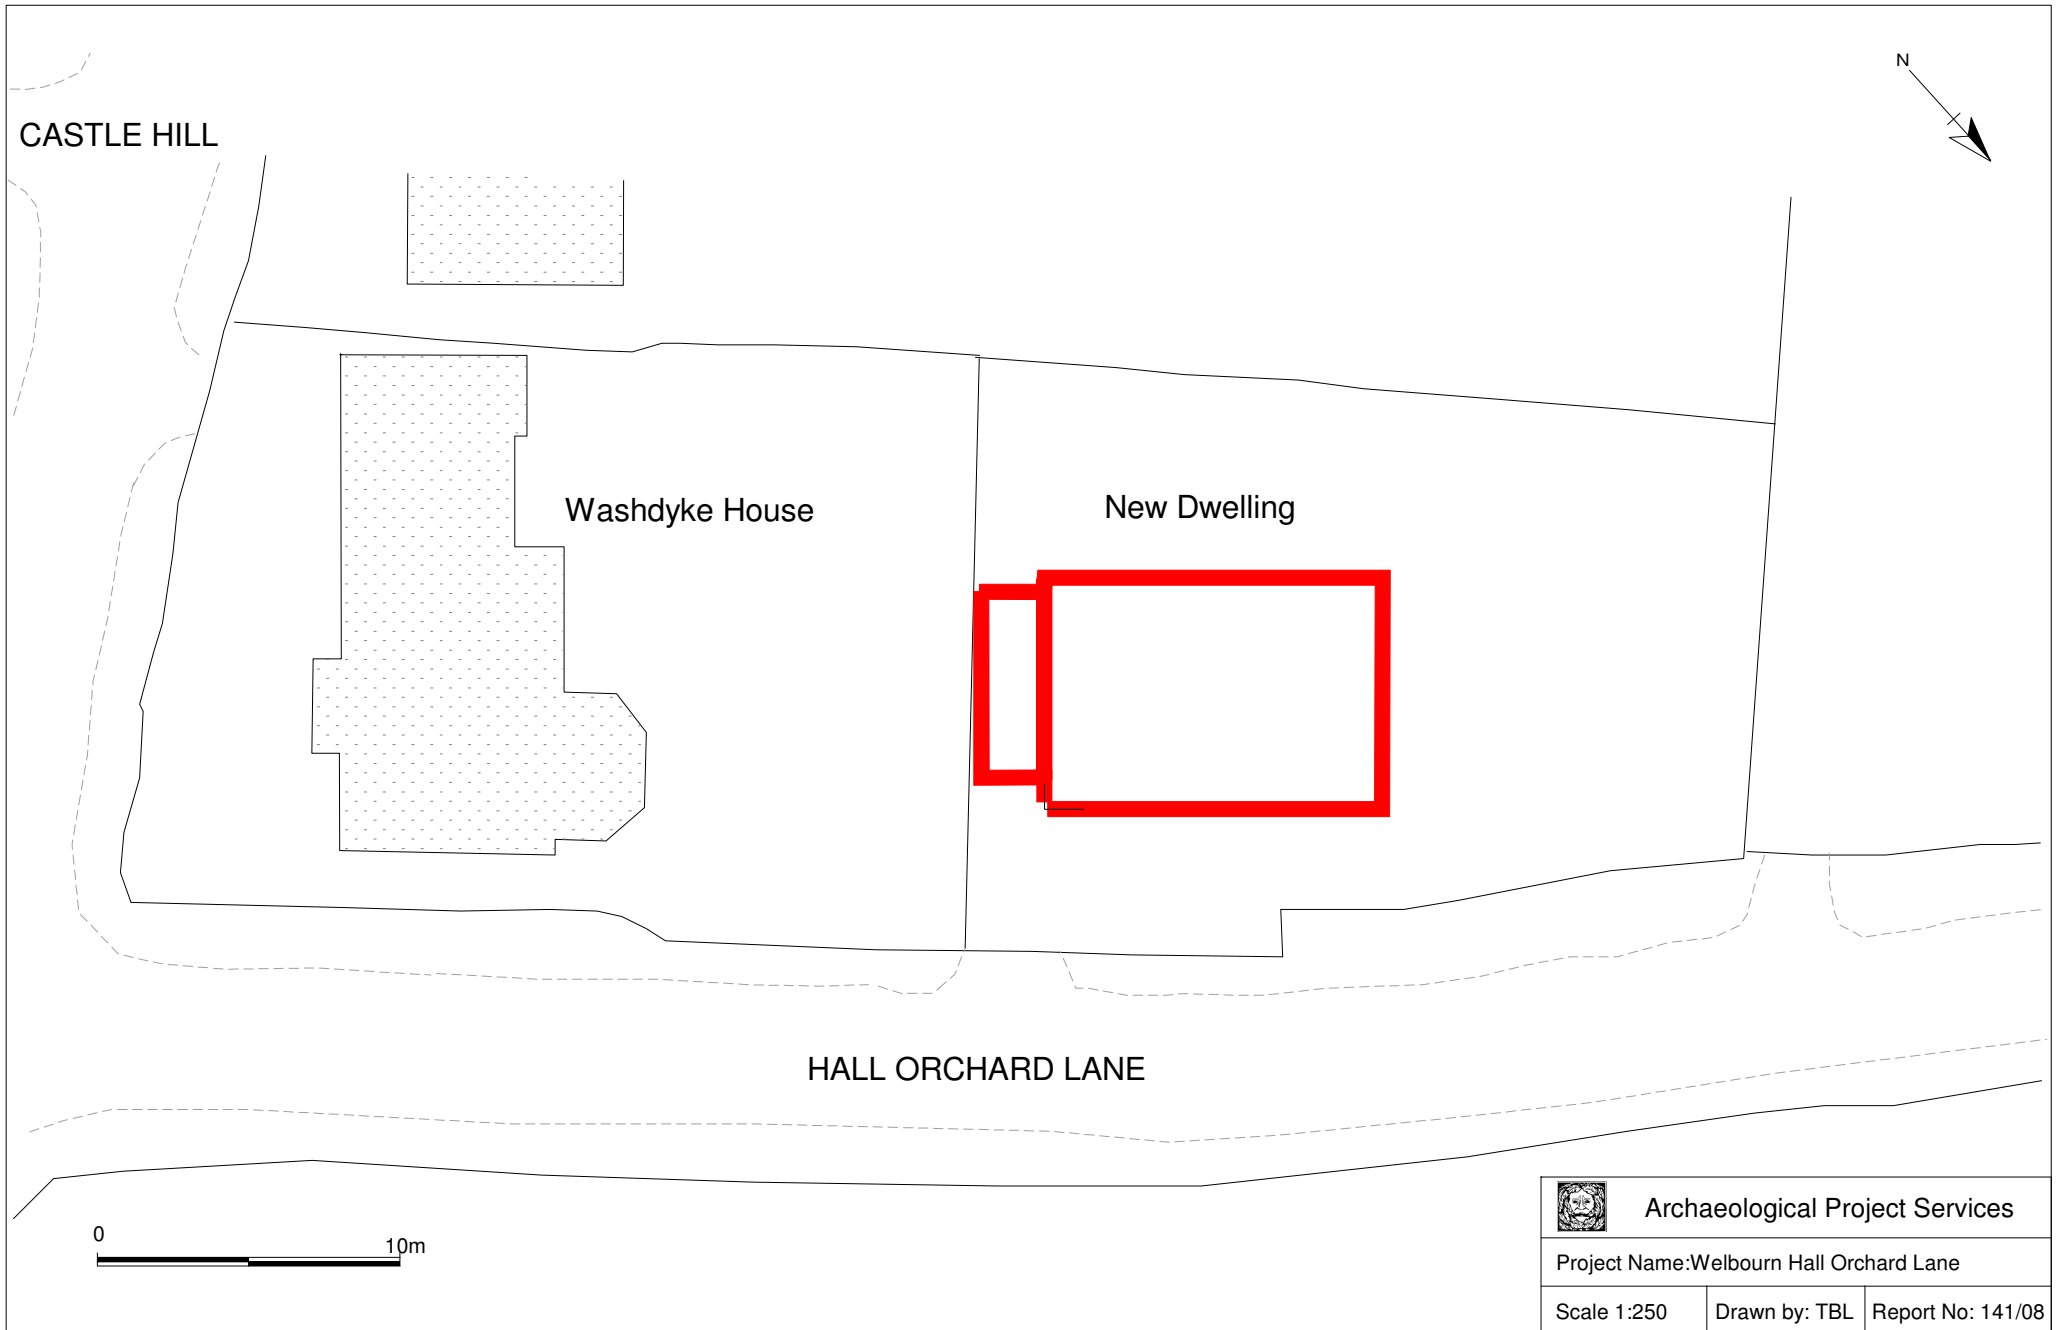 N
CASTLE HILL
Washdyke House
New Dwelling
HALL ORCHARD LANE
0
10m
Archaeological Project Services
Project Name:Welbourn Hall Orchard Lane
Scale 1:250
Drawn by: TBL
Report No: 141/08